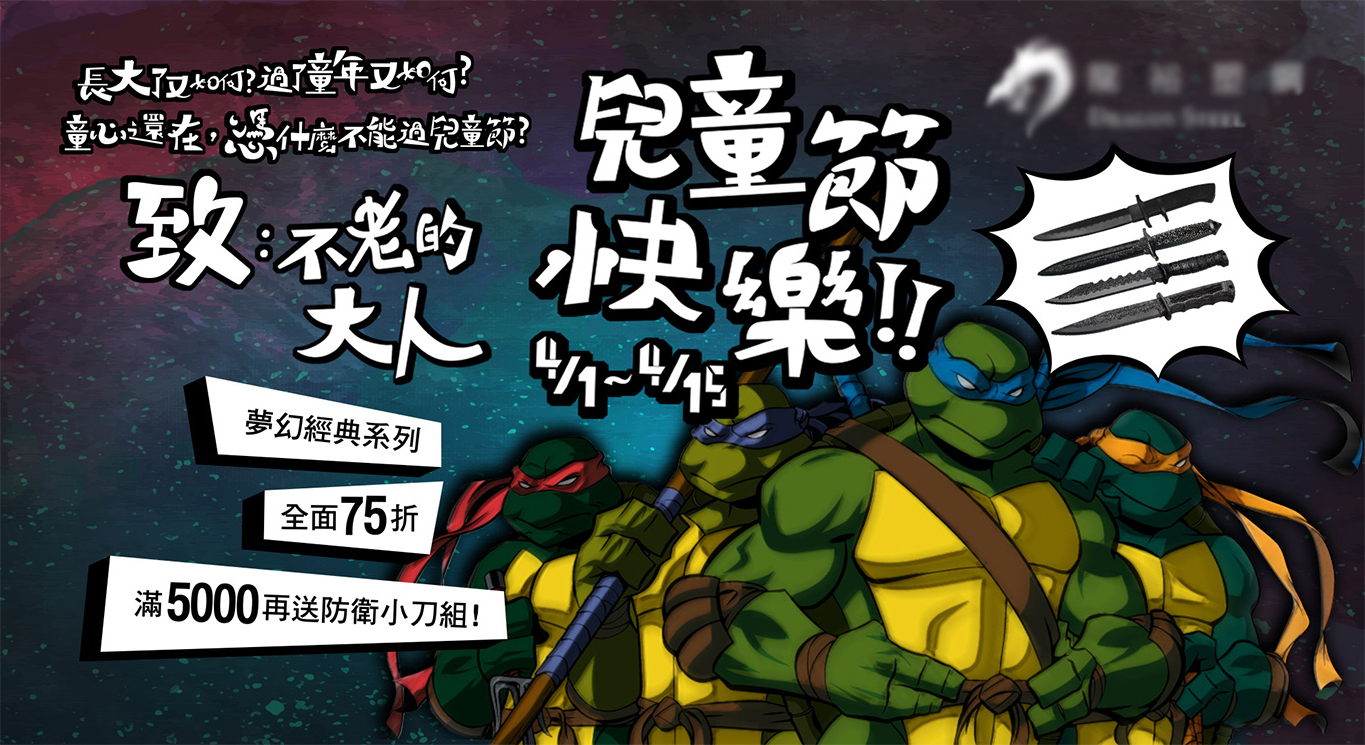 長大了又如何?過了童年又如何?
童心還在,憑什麼不能過兒童節?
致:不老的
大人
兒童節
快樂!!
4/1~4/15
夢幻經典系列
全面75折
滿5000再送防衛小刀組!